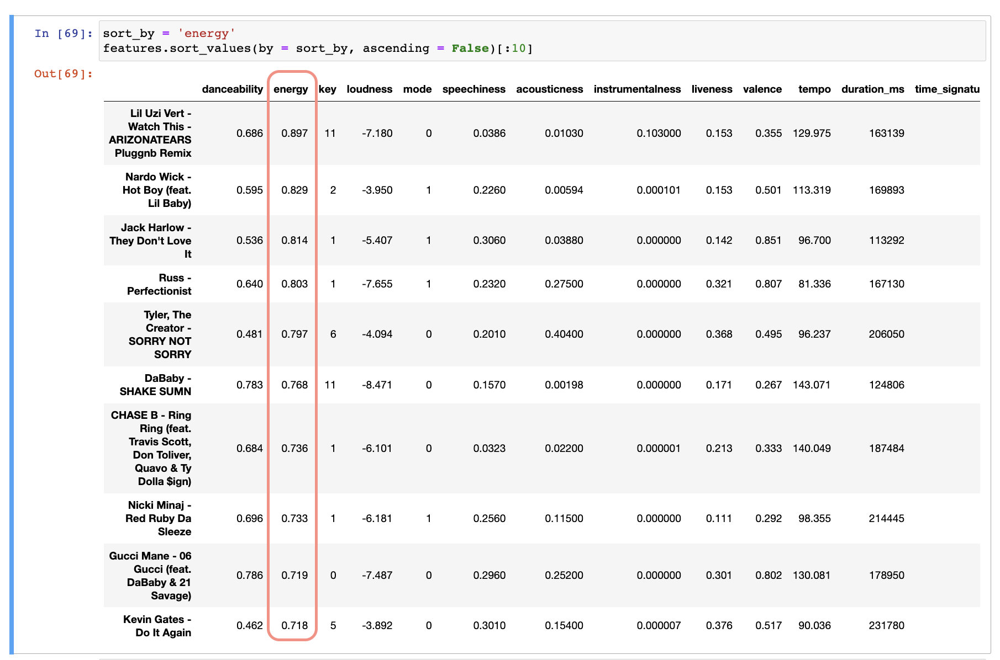 In [69]: sort_by = 'energy'
features.sort_values(by = sort_by, ascending = False)[:10]
Out[69]:
danceability energy key loudness mode speechiness acousticness instrumentalness liveness valence tempo duration_ms time_signatu
Lil Uzi Vert -
Watch This -
ARIZONATEARS
Pluggnb Remix
0.686 0.897 11 -7.180 0 0.0386 0.01030 0.103000 0.153 0.355 129.975 163139
Nardo Wick -
Hot Boy (feat.
Lil Baby)
0.595 0.829 2 -3.950 1 0.2260 0.00594 0.000101 0.153 0.501 113.319 169893
Jack Harlow -
They Don't Love
It
0.536 0.814 1 -5.407 1 0.3060 0.03880 0.000000 0.142 0.851 96.700 113292
Russ -
Perfectionist
0.640 0.803 1 -7.655 1 0.2320 0.27500 0.000000 0.321 0.807 81.336 167130
Tyler, The
Creator -
SORRY NOT
SORRY
0.481 0.797 6 -4.094 0 0.2010 0.40400 0.000000 0.368 0.495 96.237 206050
DaBaby -
SHAKE SUMN
0.783 0.768 11 -8.471 0 0.1570 0.00198 0.000000 0.171 0.267 143.071 124806
CHASE B - Ring
Ring (feat.
Travis Scott,
Don Toliver,
Quavo & Ty
Dolla $ign)
0.684 0.736 1 -6.101 0 0.0323 0.02200 0.000001 0.213 0.333 140.049 187484
Nicki Minaj -
Red Ruby Da
Sleeze
0.696 0.733 1 -6.181 1 0.2560 0.11500 0.000000 0.111 0.292 98.355 214445
Gucci Mane - 06
Gucci (feat.
DaBaby & 21
Savage)
0.786 0.719 0 -7.487 0 0.2960 0.25200 0.000000 0.301 0.802 130.081 178950
Kevin Gates -
Do It Again
0.462 0.718 5 -3.892 0 0.3010 0.15400 0.000007 0.376 0.517 90.036 231780